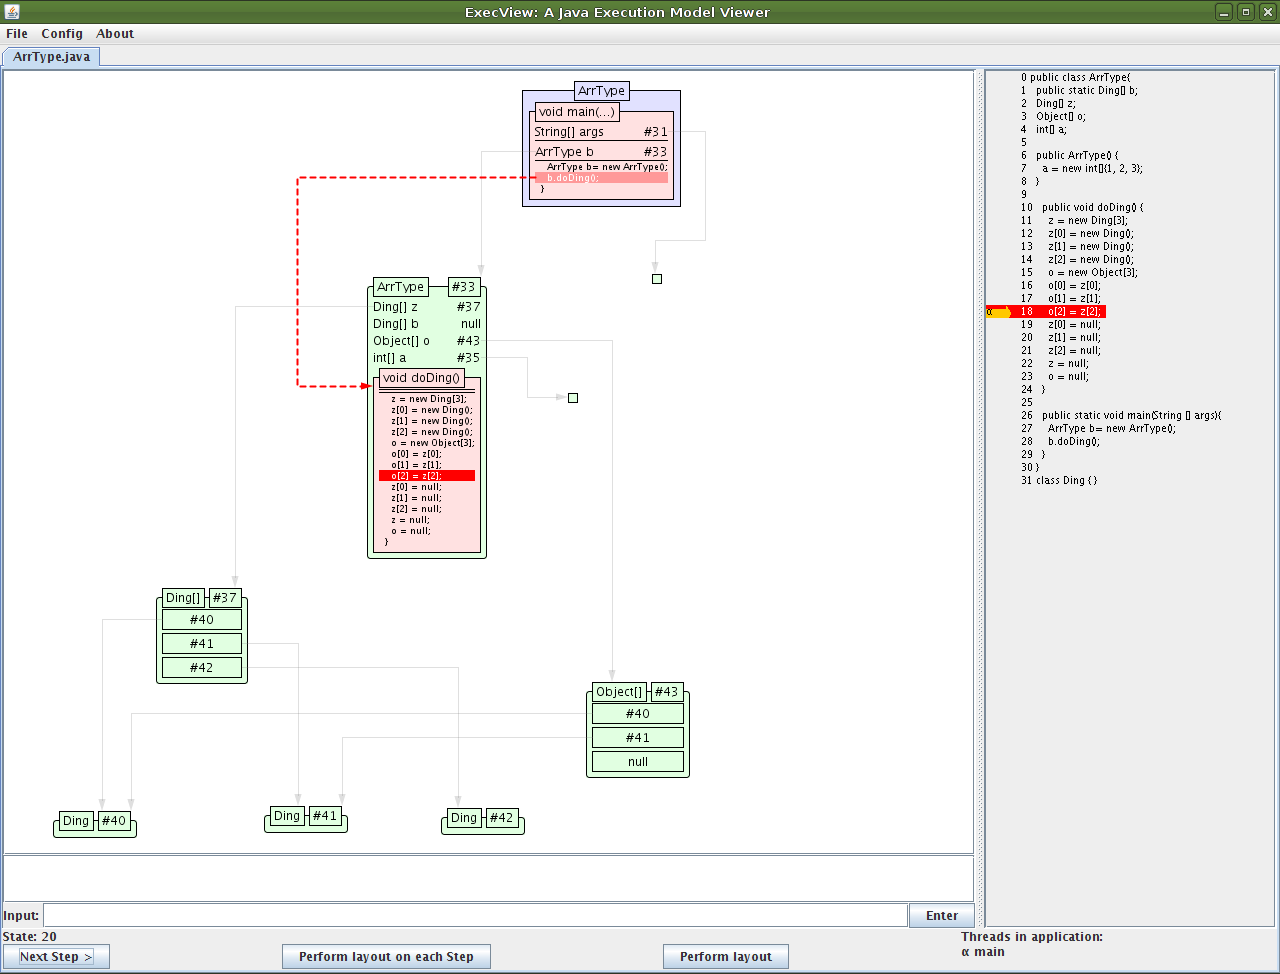 ExecView: A Java Execution Model Viewer
File Config About
ArrType.java
ArrType
void main(...)
String[] args #31
ArrType b #33
ArrType b= new ArrType();
b.doDing();
}
ArrType #33
Ding[] z #37
Ding[] b null
Object[] o #43
int[] a #35
void doDing()
z = new Ding[3];
z[0] = new Ding();
z[1] = new Ding();
z[2] = new Ding();
o = new Object[3];
o[0] = z[0];
o[1] = z[1];
o[2] = z[2];
z[0] = null;
z[1] = null;
z[2] = null;
z = null;
o = null;
}
Ding[] #37
#40
#41
#42
Object[] #43
#40
#41
null
Ding #40
Ding #41
Ding #42
0 public class ArrType{
1 public static Ding[] b;
2 Ding[] z;
3 Object[] o;
4 int[] a;
5
6 public ArrType() {
7 a = new int[]{1, 2, 3};
8 }
9
10 public void doDing() {
11 z = new Ding[3];
12 z[0] = new Ding();
13 z[1] = new Ding();
14 z[2] = new Ding();
15 o = new Object[3];
16 o[0] = z[0];
17 o[1] = z[1];
α 18 o[2] = z[2];
19 z[0] = null;
20 z[1] = null;
21 z[2] = null;
22 z = null;
23 o = null;
24 }
25
26 public static void main(String [] args){
27 ArrType b= new ArrType();
28 b.doDing();
29 }
30 }
31 class Ding { }
Input: Enter
State: 20
Next Step > Perform layout on each Step Perform layout
Threads in application:
α main